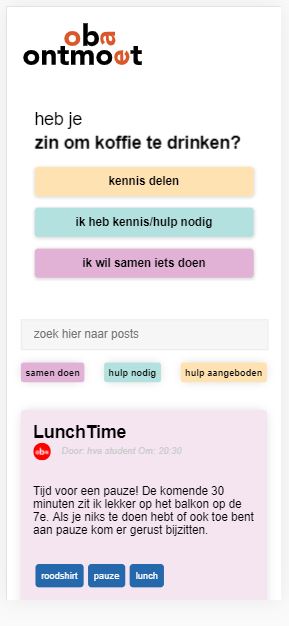 oba
ontmoet
heb je
zin om koffie te drinken?
kennis delen
ik heb kennis/hulp nodig
ik wil samen iets doen
zoek hier naar posts
samen doen hulp nodig hulp aangeboden
LunchTime
oba Door: hva student Om: 20:30
Tijd voor een pauze! De komende 30
minuten zit ik lekker op het balkon op de
7e. Als je niks te doen hebt of ook toe bent
aan pauze kom er gerust bijzitten.
roodshirt pauze lunch